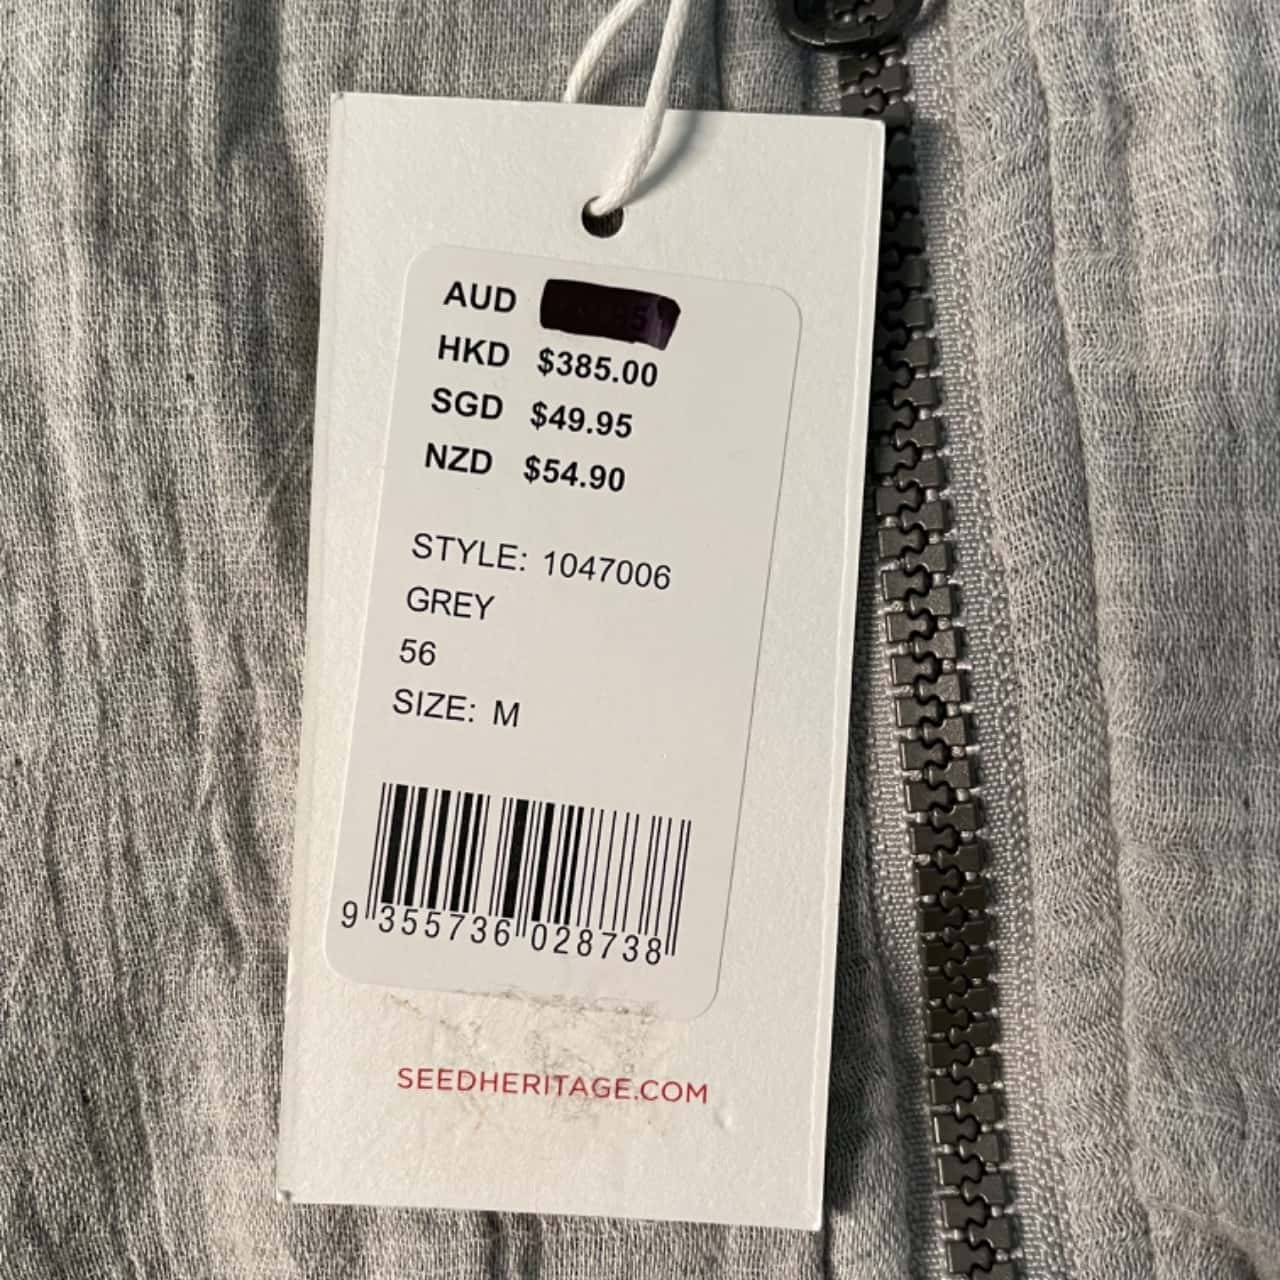 AUD
HKD $385.00
SGD $49.95
NZD $54.90
STYLE: 1047006
GREY
56
SIZE: M
9 355736 028738
SEEDHERITAGE.COM